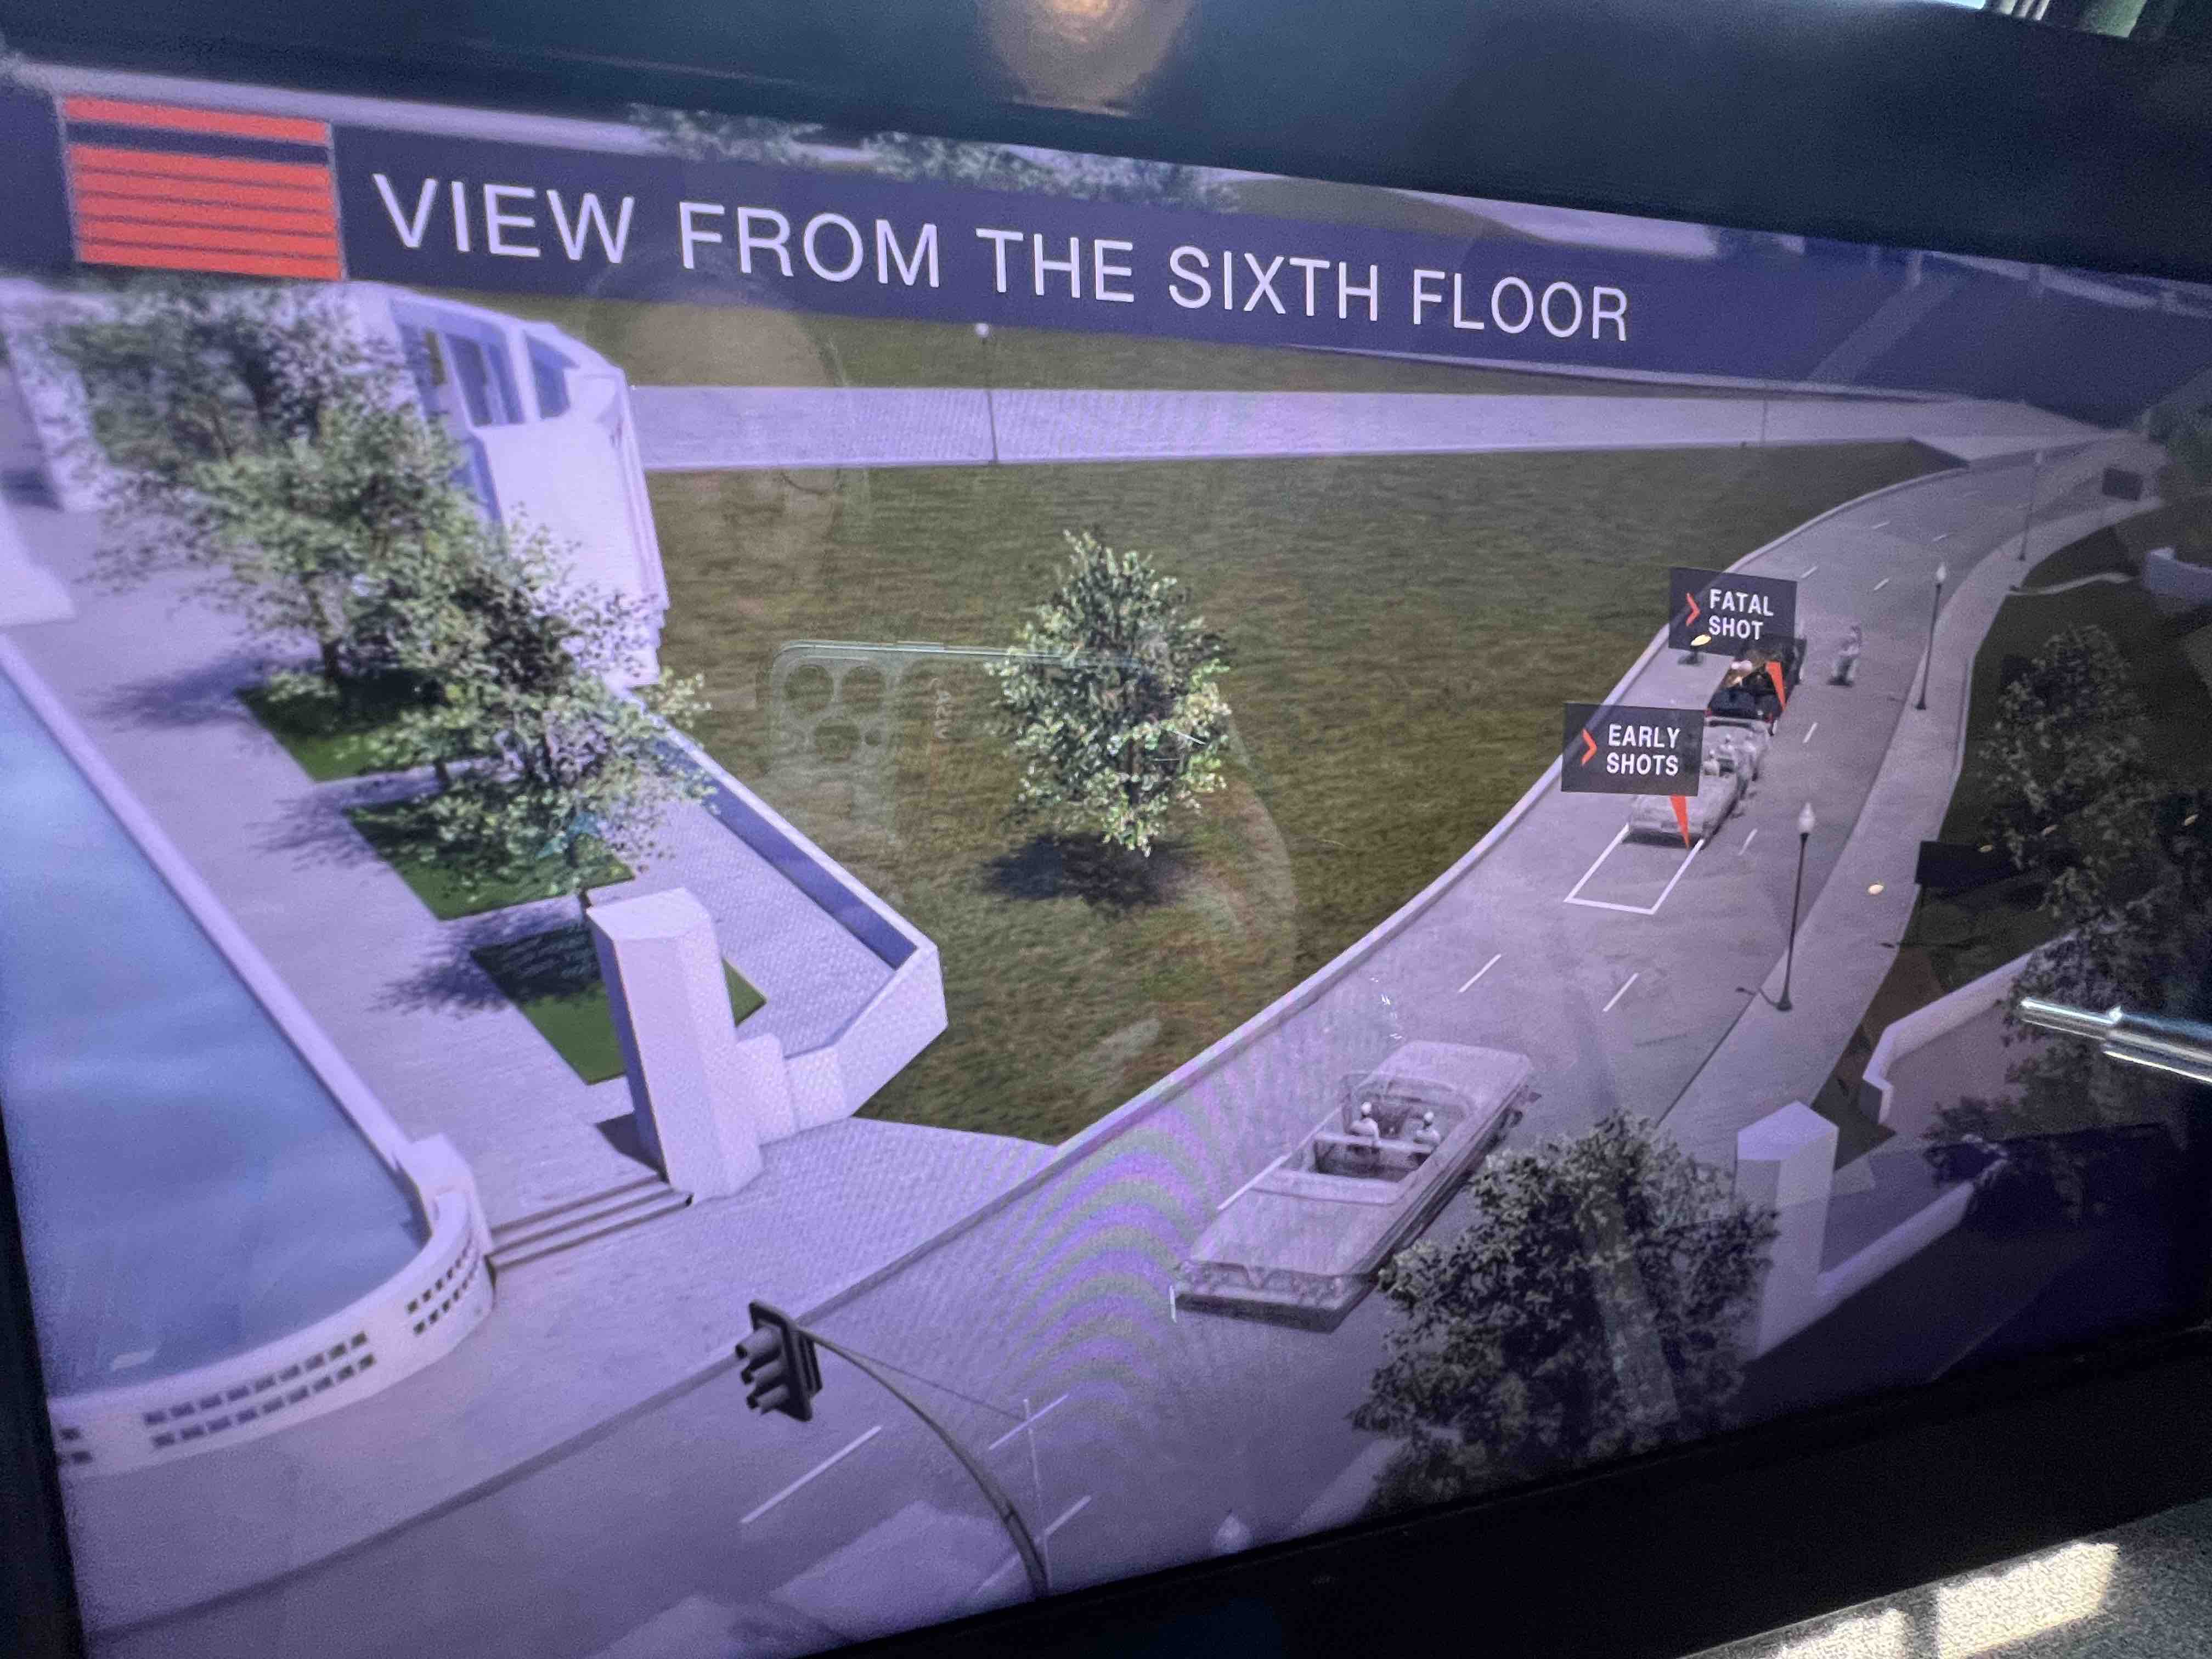 VIEW FROM THE SIXTH FLOOR
FATAL
SHOT
EARLY
SHOTS